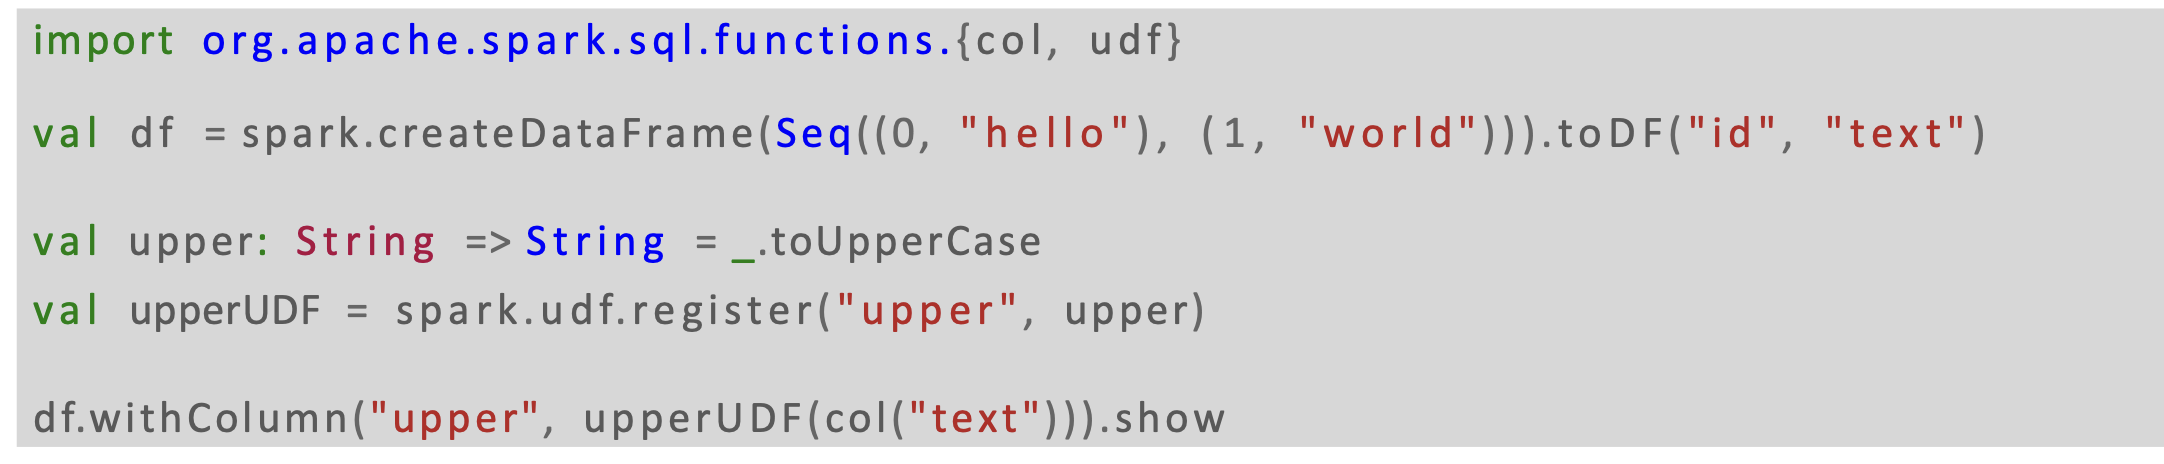 import org.apache.spark.sql.functions.{col, udf}
val df = spark.createDataFrame(Seq((0, "hello"), (1, "world"))).toDF("id", "text")
val upper: String => String = _.toUpperCase
val upperUDF = spark.udf.register("upper", upper)
df.withColumn("upper", upperUDF(col("text"))).show